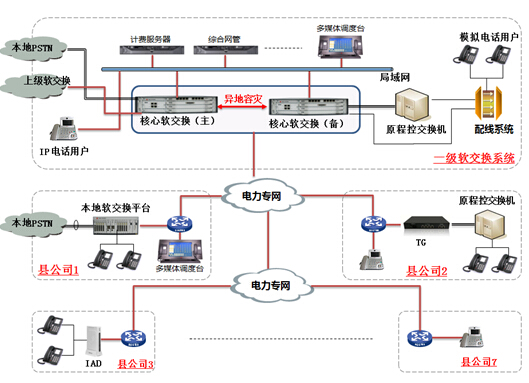 计费服务器
综合网管
多媒体调度台
模拟电话用户
本地PSTN
局域网
上级软交换
异地容灾
核心软交换（主）
核心软交换（备）
原程控交换机
配线系统
IP电话用户
一级软交换系统
电力专网
本地软交换平台
原程控交换机
本地PSTN
TG
多媒体调度台
县公司1
县公司2
电力专网
IAD
县公司3
县公司7